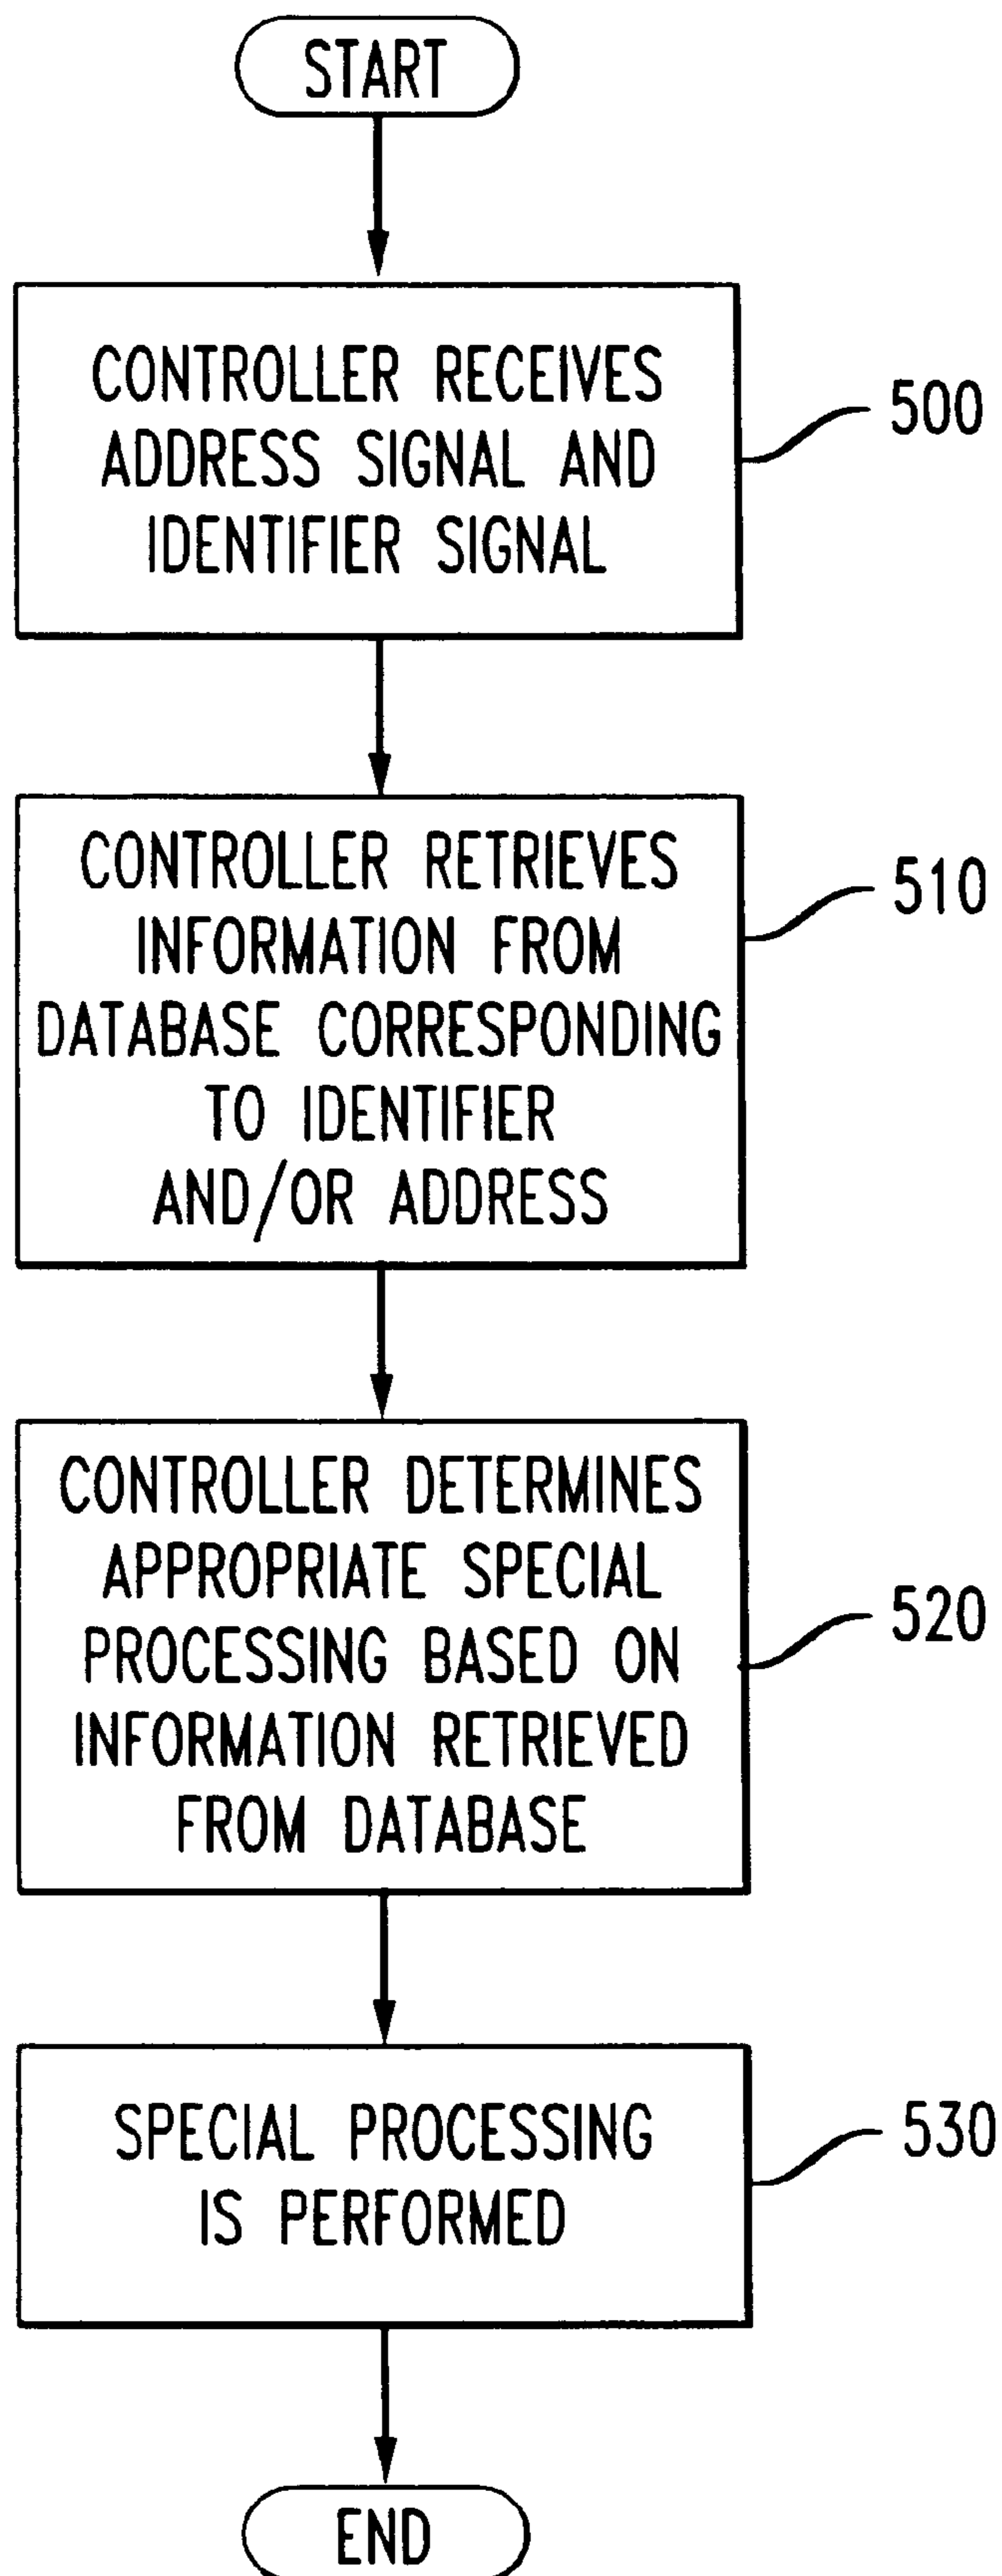 START
CONTROLLER RECEIVES
ADDRESS SIGNAL AND
IDENTIFIER SIGNAL
500
CONTROLLER RETRIEVES
INFORMATION FROM
DATABASE CORRESPONDING
TO IDENTIFIER
AND/OR ADDRESS
510
CONTROLLER DETERMINES
APPROPRIATE SPECIAL
PROCESSING BASED ON
INFORMATION RETRIEVED
FROM DATABASE
520
SPECIAL PROCESSING
IS PERFORMED
530
END